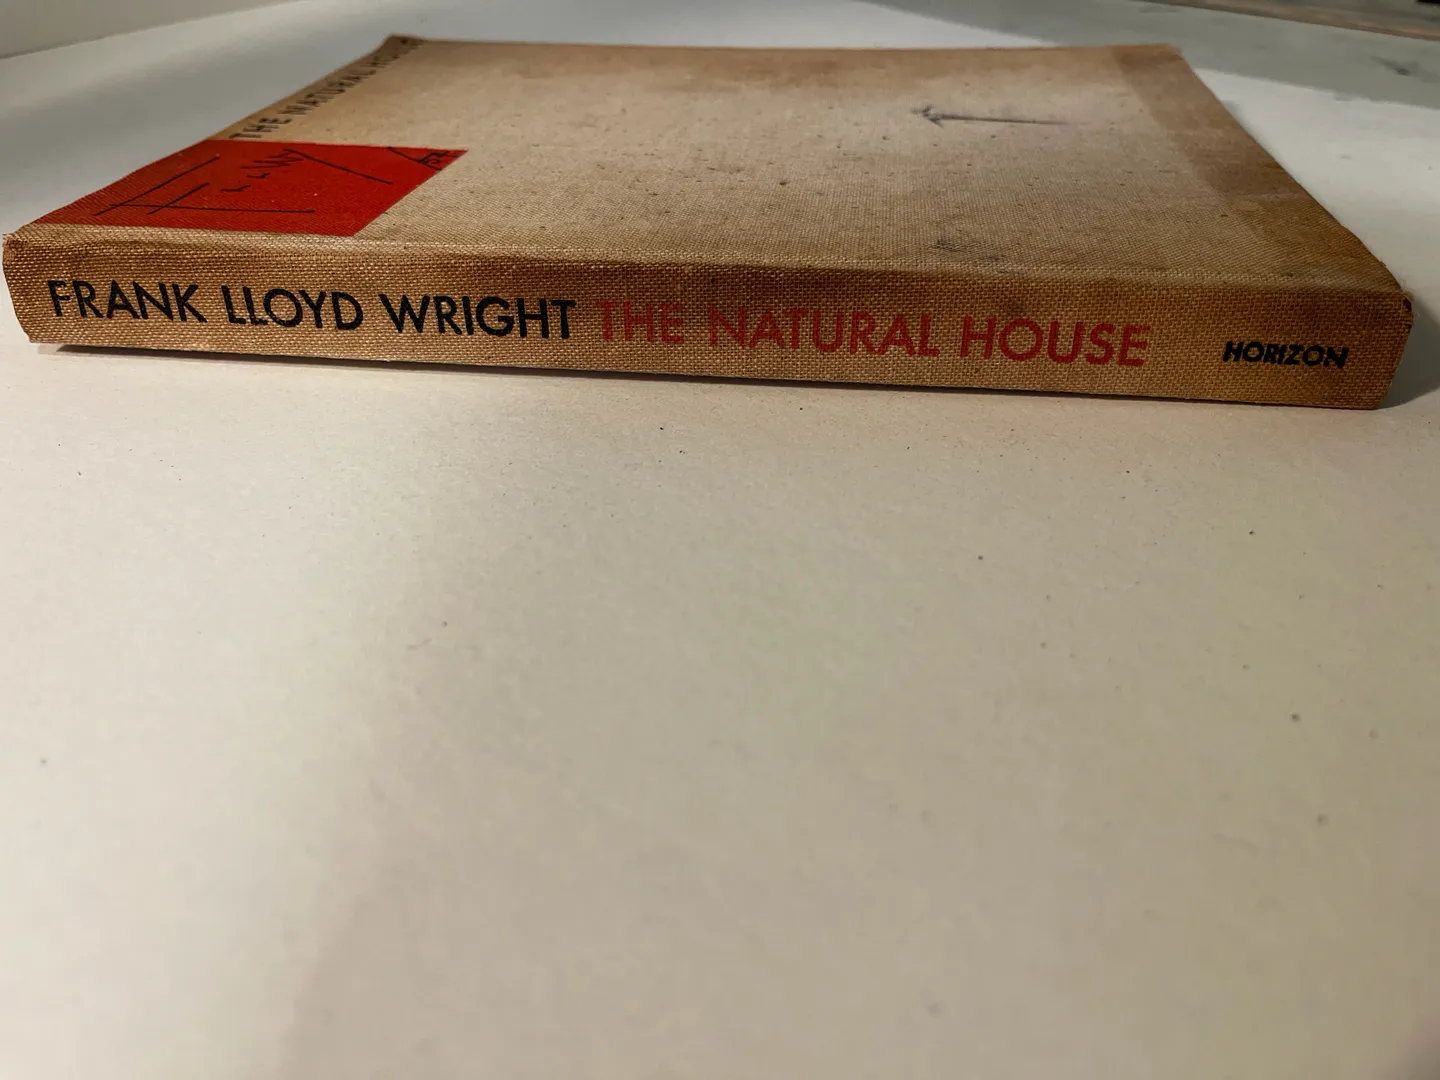 THE NATURAL HOUSE
FRANK LLOYD WRIGHT THE NATURAL HOUSE HORIZON